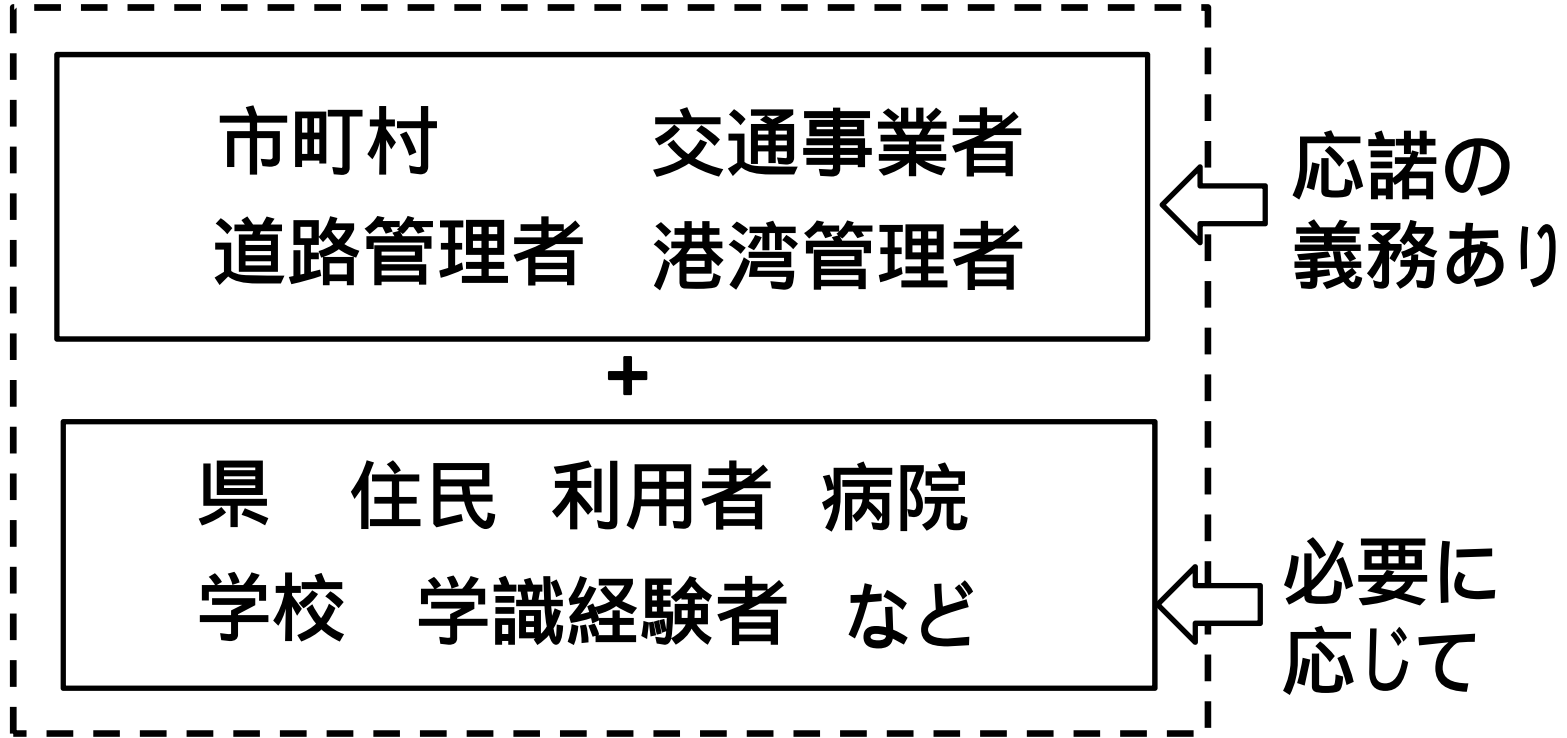 市町村 交通事業者
道路管理者 港湾管理者
応諾の
義務あり
+
県 住民 利用者 病院
学校 学識経験者 など
必要に
応じて